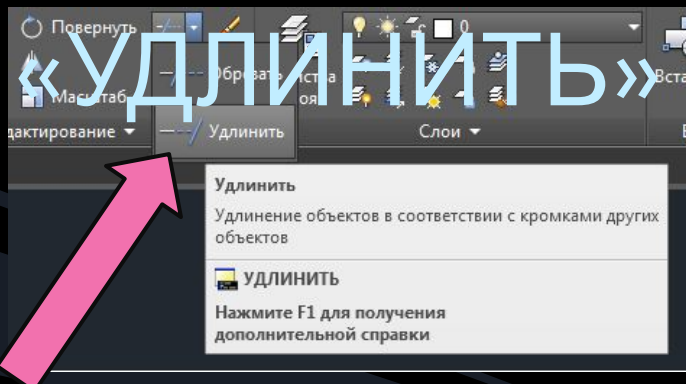 Повернуть
0
«УДЛИНИТЬ»
Обрезать
Масштаб
Вста
дактирование
Удлинить
Слои
Удлинить
Удлинение объектов в соответствии с кромками других
объектов
УДЛИНИТЬ
Нажмите F1 для получения
дополнительной справки